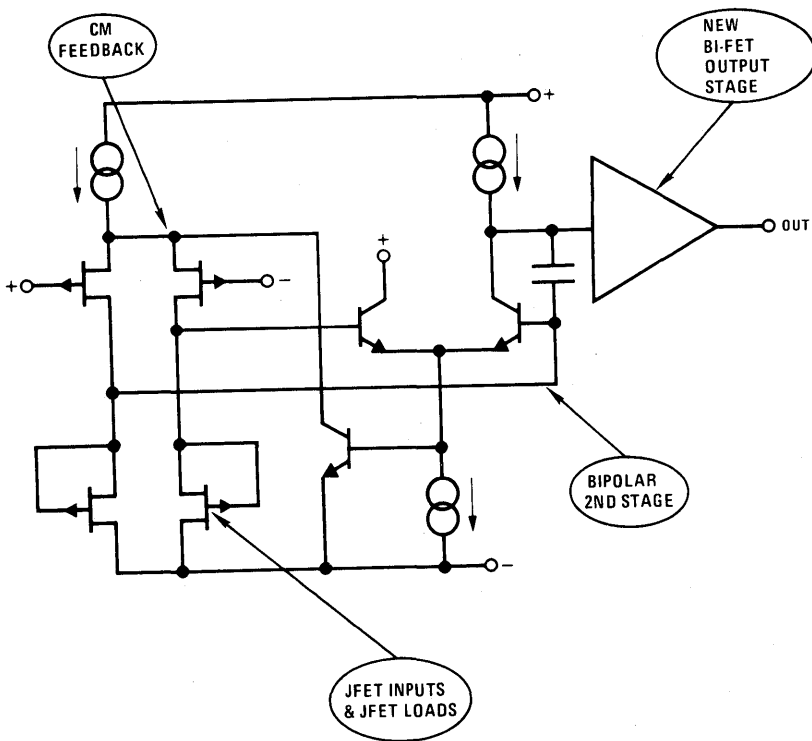 CM
FEEDBACK
NEW
BI-FET
OUTPUT
STAGE
+
+
+
-
OUT
BIPOLAR
2ND STAGE
-
JFET INPUTS
& JFET LOADS